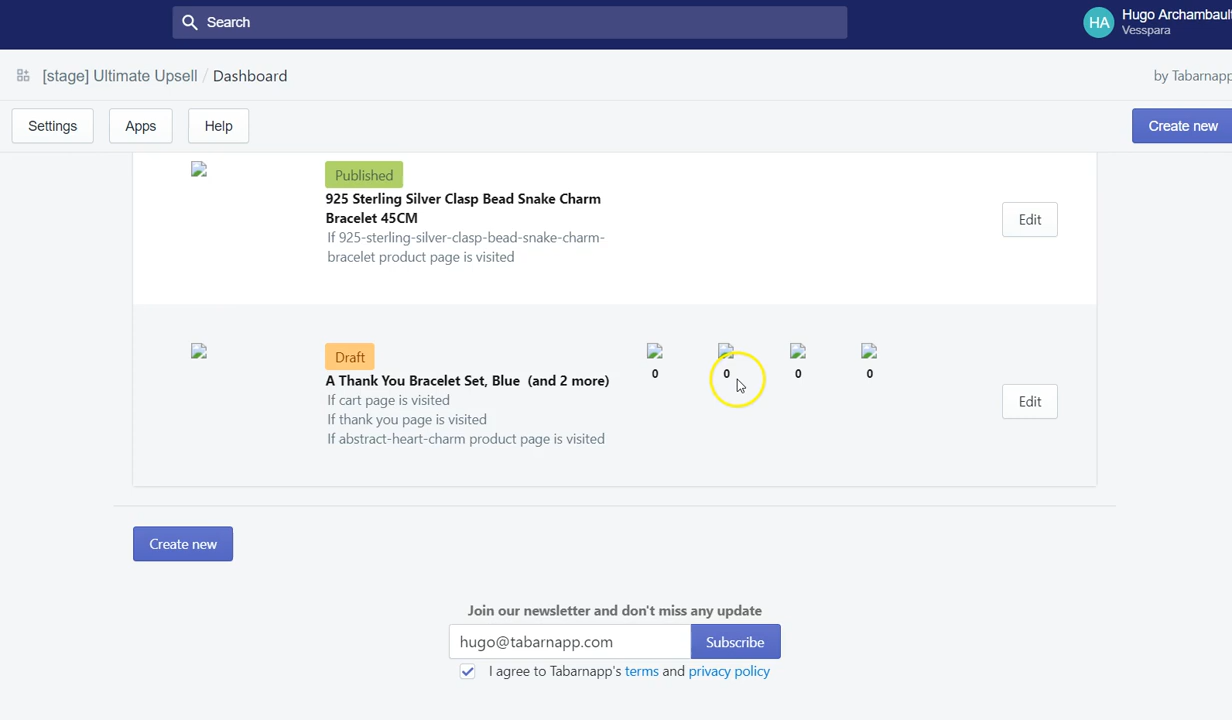 Search
HA
Hugo Archambault
Vesspara
[stage] Ultimate Upsell / Dashboard
by Tabarnapp
Settings
Apps
Help
Create new
Published
925 Sterling Silver Clasp Bead Snake Charm
Bracelet 45CM
If 925-sterling-silver-clasp-bead-snake-charm-
bracelet product page is visited
Edit
Draft
A Thank You Bracelet Set, Blue (and 2 more)
If cart page is visited
If thank you page is visited
If abstract-heart-charm product page is visited
0 0 0 0
Edit
Create new
Join our newsletter and don't miss any update
hugo@tabarnapp.com
Subscribe
I agree to Tabarnapp's terms and privacy policy